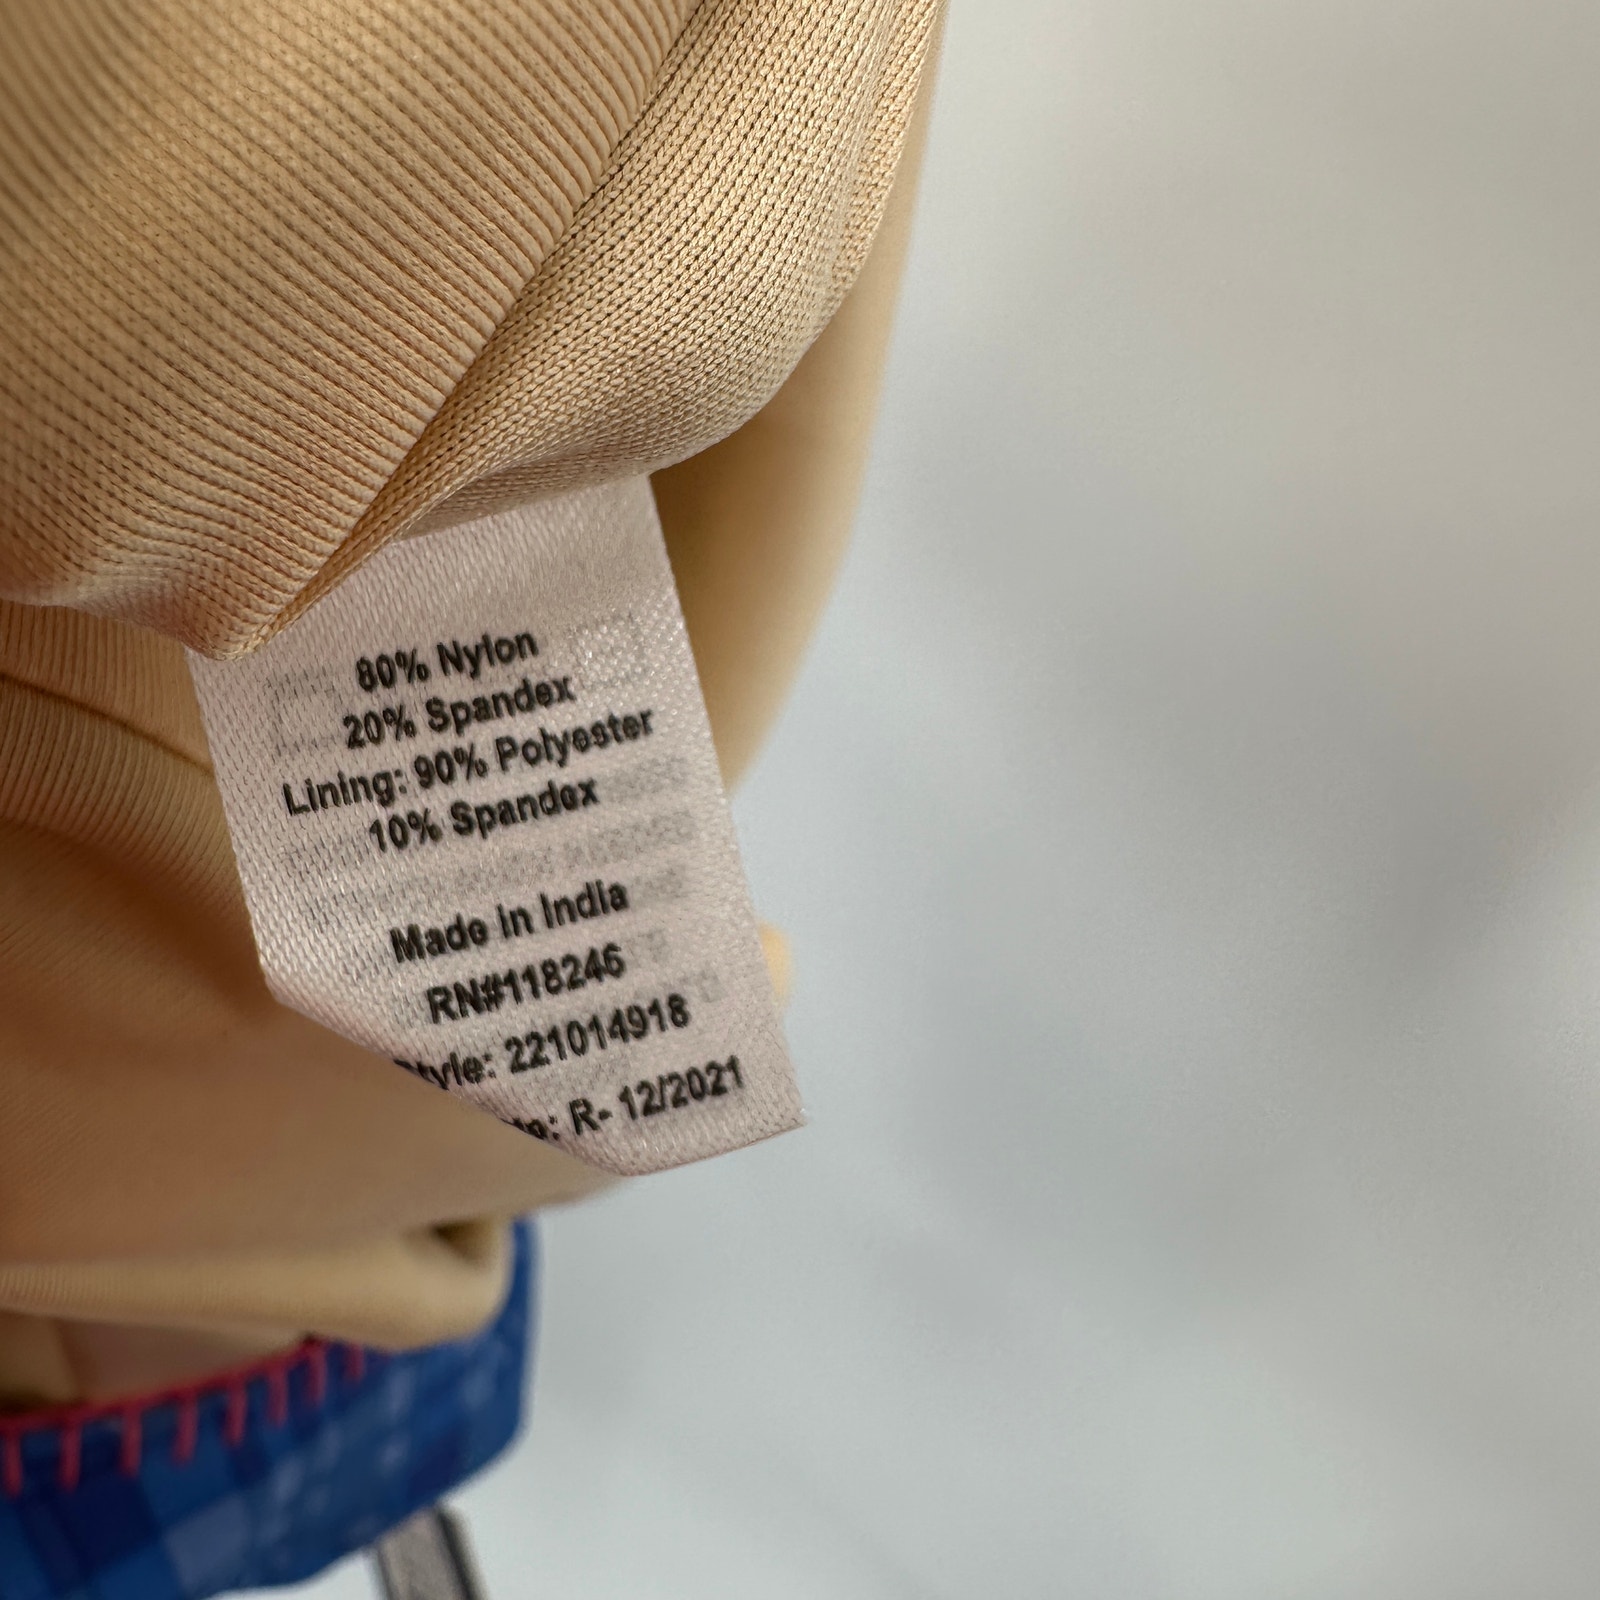 80% Nylon
20% Spandex
Lining: 90% Polyester
10% Spandex
Made in India
RN#118246
Style: 221014918
R- 12/2021